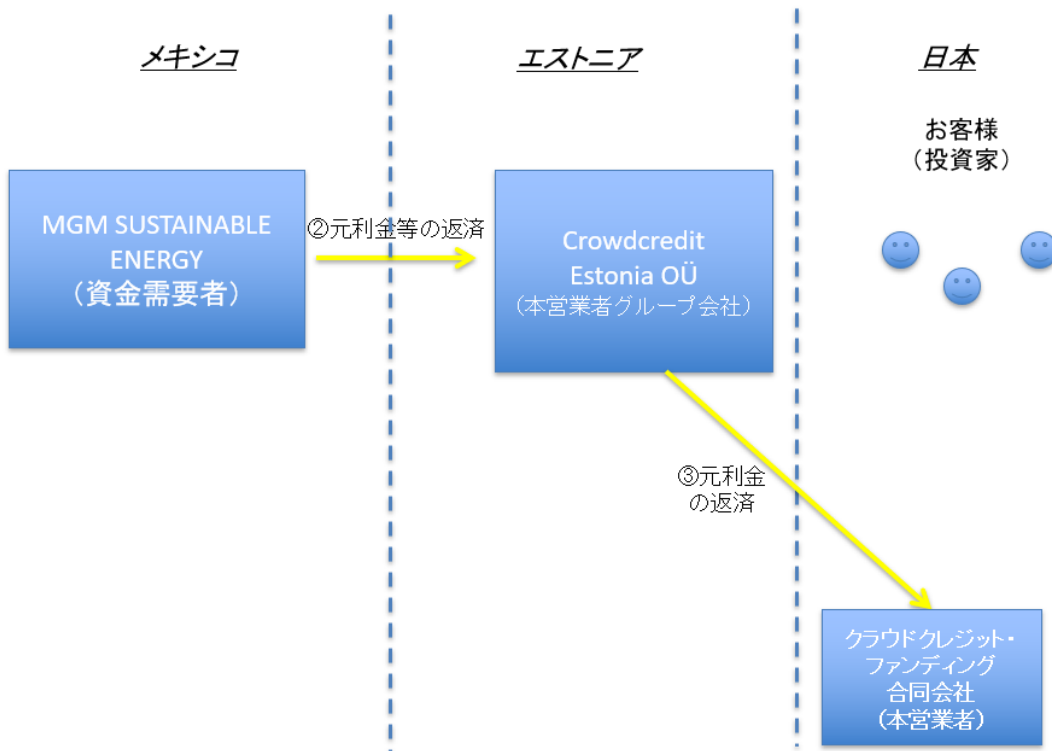 メキシコ
エストニア
日本
お客様
（投資家）
MGM SUSTAINABLE
ENERGY
（資金需要者）
②元利金等の返済
Crowdcredit
Estonia OÜ
（本営業者グループ会社）
③元利金
の返済
クラウドクレジット・
ファンディング
合同会社
（本営業者）